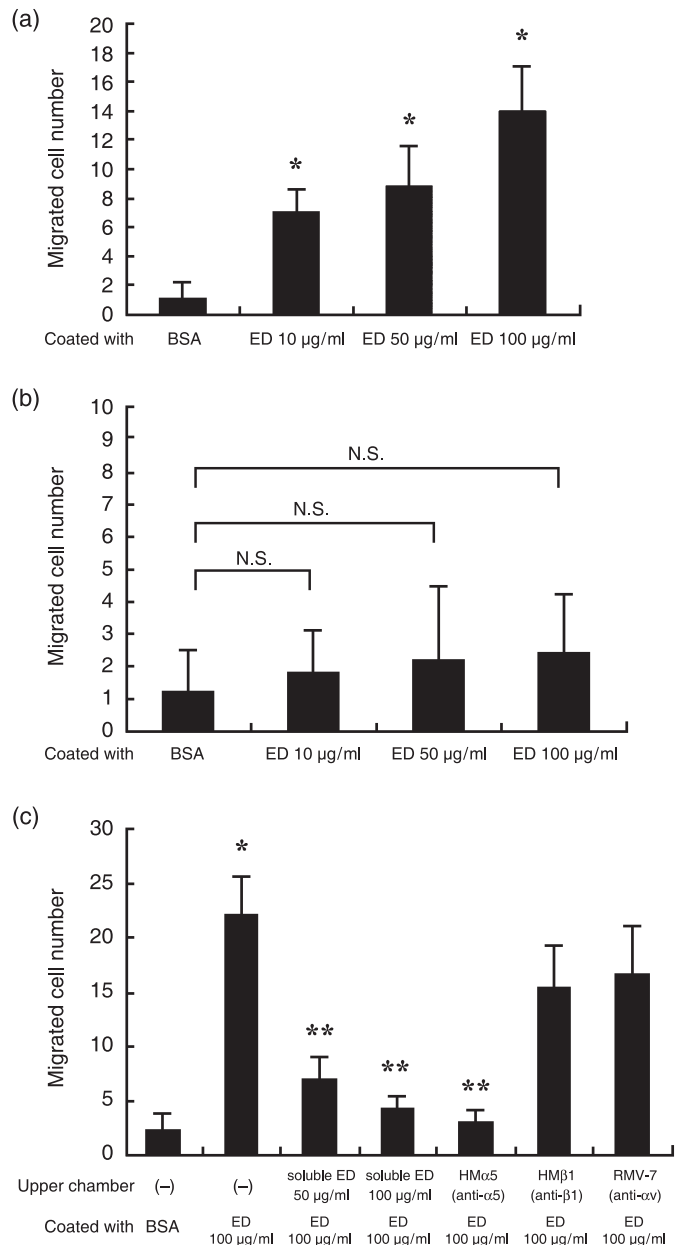 (a)
Migrated cell number
20
18
16
14
12
10
8
6
4
2
0
*
*
*
Coated with BSA ED 10 µg/ml ED 50 µg/ml ED 100 µg/ml
(b)
Migrated cell number
10
9
8
7
6
5
4
3
2
1
0
N.S.
N.S.
N.S.
Coated with BSA ED 10 µg/ml ED 50 µg/ml ED 100 µg/ml
(c)
Migrated cell number
30
25
20
15
10
5
0
*
**
**
**
Upper chamber (–) (–) soluble ED 50 µg/ml soluble ED 100 µg/ml HMα5 (anti-α5) HMβ1 (anti-β1) RMV-7 (anti-αv)
Coated with BSA ED 100 µg/ml ED 100 µg/ml ED 100 µg/ml ED 100 µg/ml ED 100 µg/ml ED 100 µg/ml